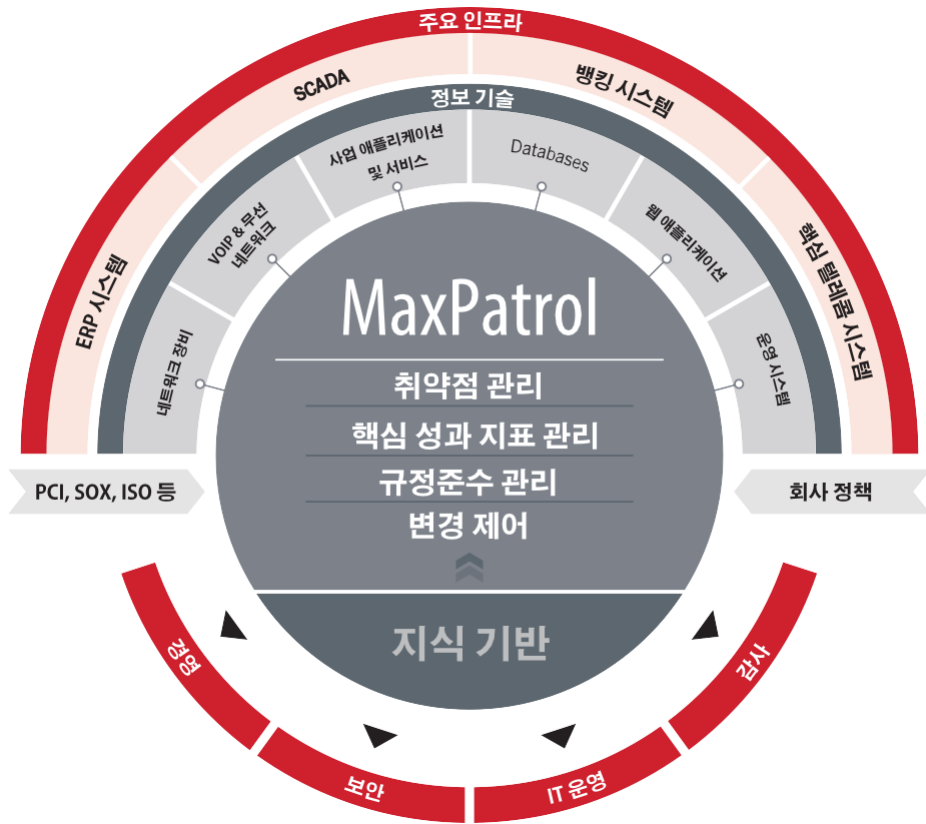 주요 인프라
SCADA
뱅킹 시스템
ERP 시스템
핵심 텔레콤 시스템
정보 기술
네트워크 장비
VOIP & 무선
네트워크
사업 애플리케이션
및 서비스
Databases
웹 애플리케이션
운영 시스템
MaxPatrol
취약점 관리
핵심 성과 지표 관리
규정준수 관리
변경 제어
지식 기반
PCI, SOX, ISO 등
회사 정책
경영
보안
IT 운영
감사